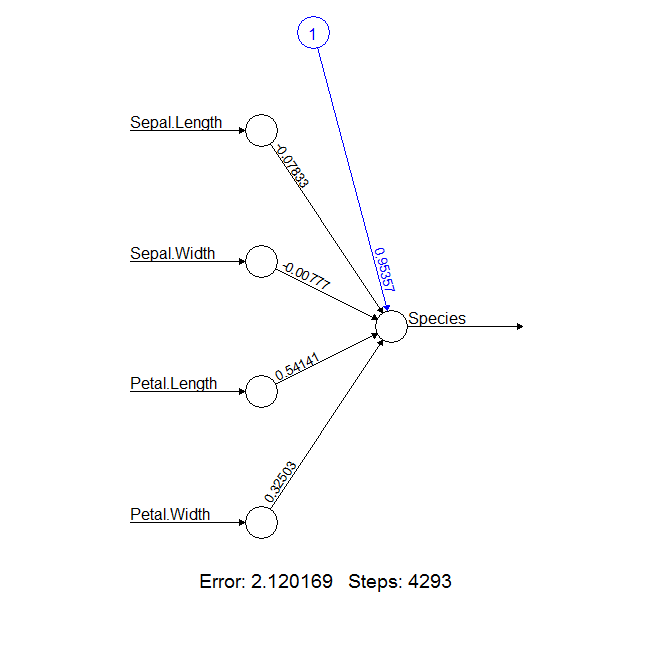 1
Sepal.Length
-0.07833
0.95357
Sepal.Width
-0.00777
Species
Petal.Length
0.54141
0.32503
Petal.Width
Error: 2.120169 Steps: 4293